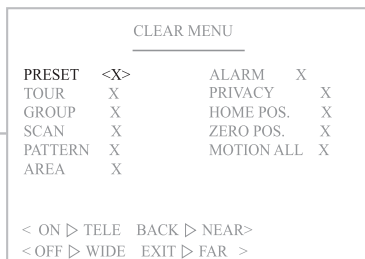 CLEAR MENU
PRESET <X> ALARM X
TOUR X PRIVACY X
GROUP X HOME POS. X
SCAN X ZERO POS. X
PATTERN X MOTION ALL X
AREA X
< ON ▷ TELE BACK ▷ NEAR>
< OFF ▷ WIDE EXIT ▷ FAR >